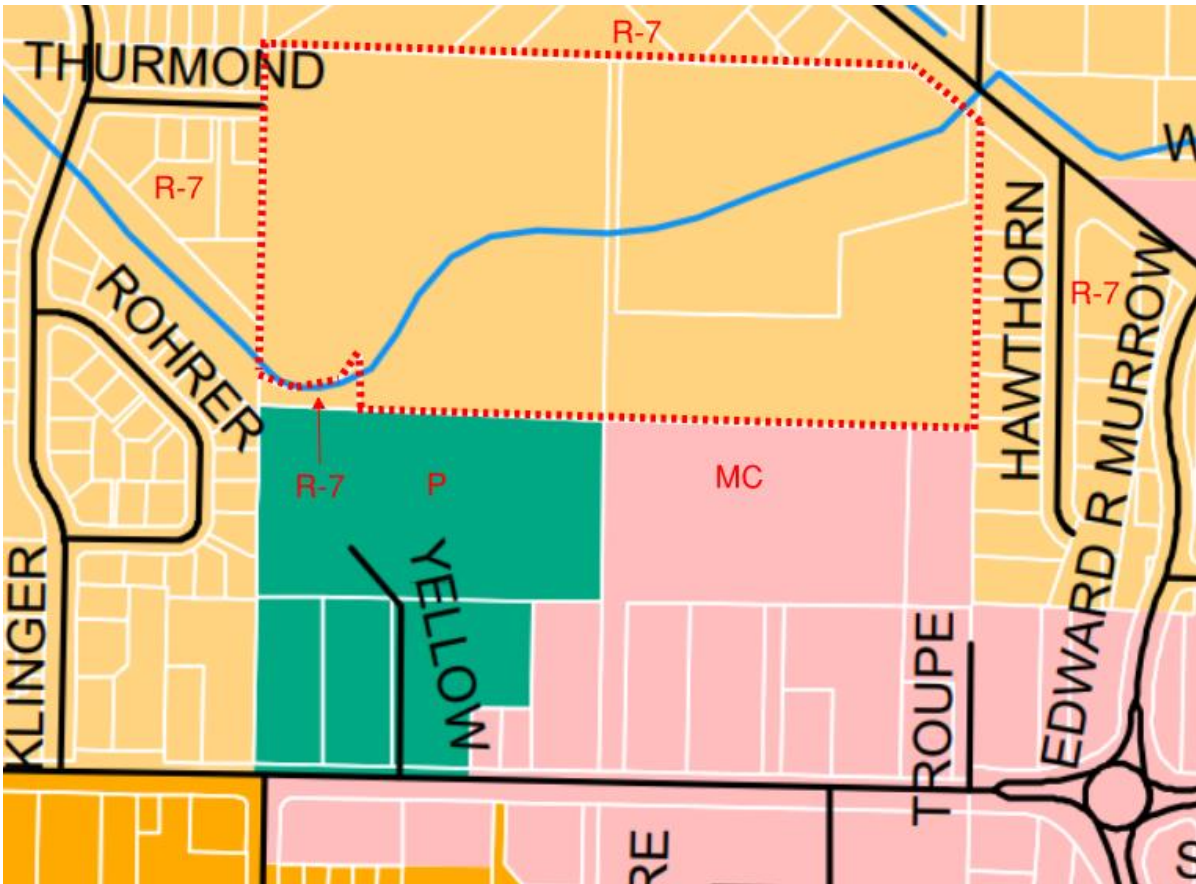 R-7
THURMOND
W
R-7
HAWTHORN
R-7
ROHRER
EDWARD R MURROW
R-7
P
MC
YELLOW
KLINGER
TROUPE
RE
S